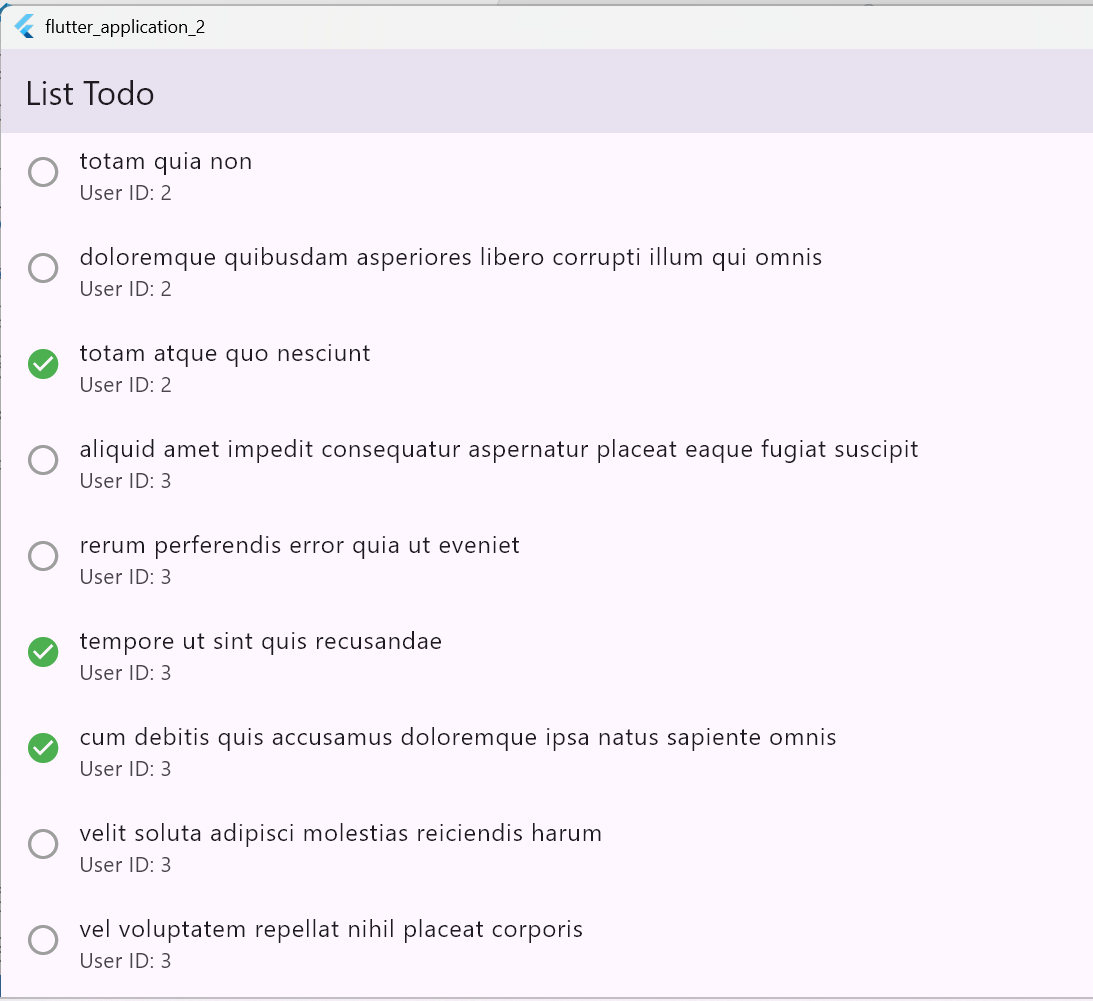 flutter_application_2
List Todo
totam quia non
User ID: 2
doloremque quibusdam asperiores libero corrupti illum qui omnis
User ID: 2
totam atque quo nesciunt
User ID: 2
aliquid amet impedit consequatur aspernatur placeat eaque fugiat suscipit
User ID: 3
rerum perferendis error quia ut eveniet
User ID: 3
tempore ut sint quis recusandae
User ID: 3
cum debitis quis accusamus doloremque ipsa natus sapiente omnis
User ID: 3
velit soluta adipisci molestias reiciendis harum
User ID: 3
vel voluptatem repellat nihil placeat corporis
User ID: 3